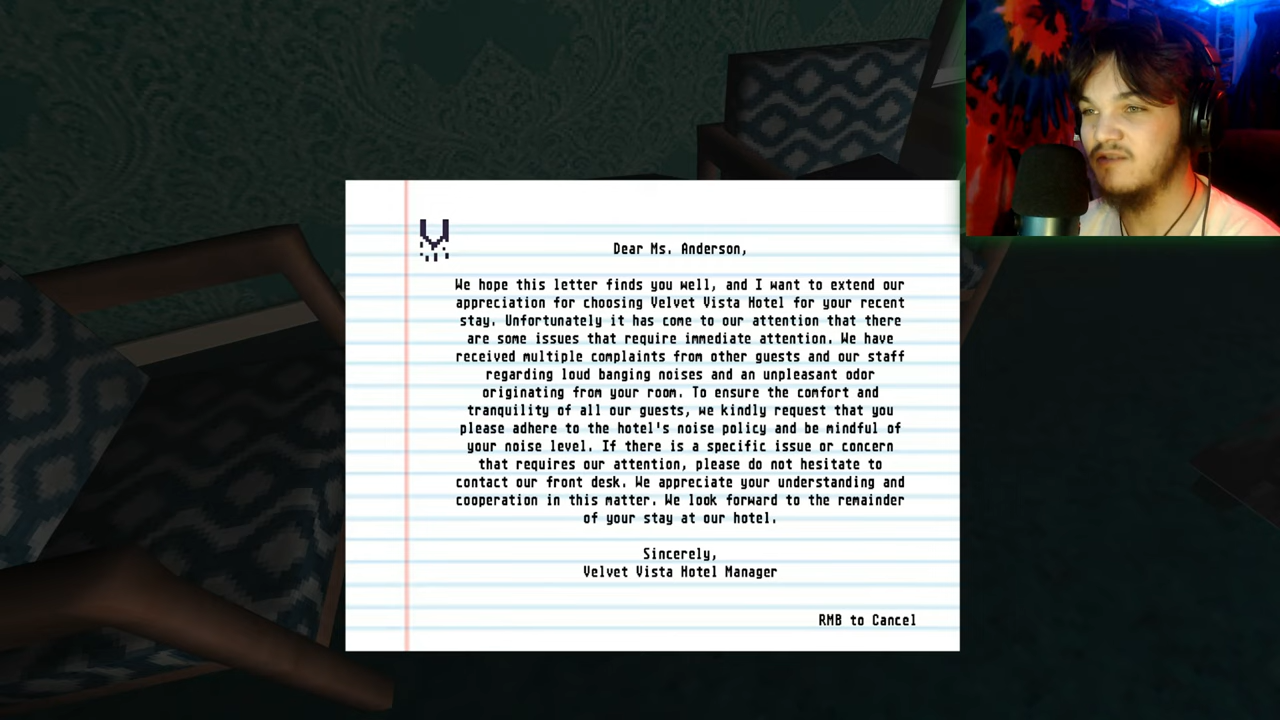 Dear Ms. Anderson,
We hope this letter finds you well, and I want to extend our
appreciation for choosing Velvet Vista Hotel for your recent
stay. Unfortunately it has come to our attention that there
are some issues that require immediate attention. We have
received multiple complaints from other guests and our staff
regarding loud banging noises and an unpleasant odor
originating from your room. To ensure the comfort and
tranquility of all our guests, we kindly request that you
please adhere to the hotel's noise policy and be mindful of
your noise level. If there is a specific issue or concern
that requires our attention, please do not hesitate to
contact our front desk. We appreciate your understanding and
cooperation in this matter. We look forward to the remainder
of your stay at our hotel.
Sincerely,
Velvet Vista Hotel Manager
RMB to Cancel